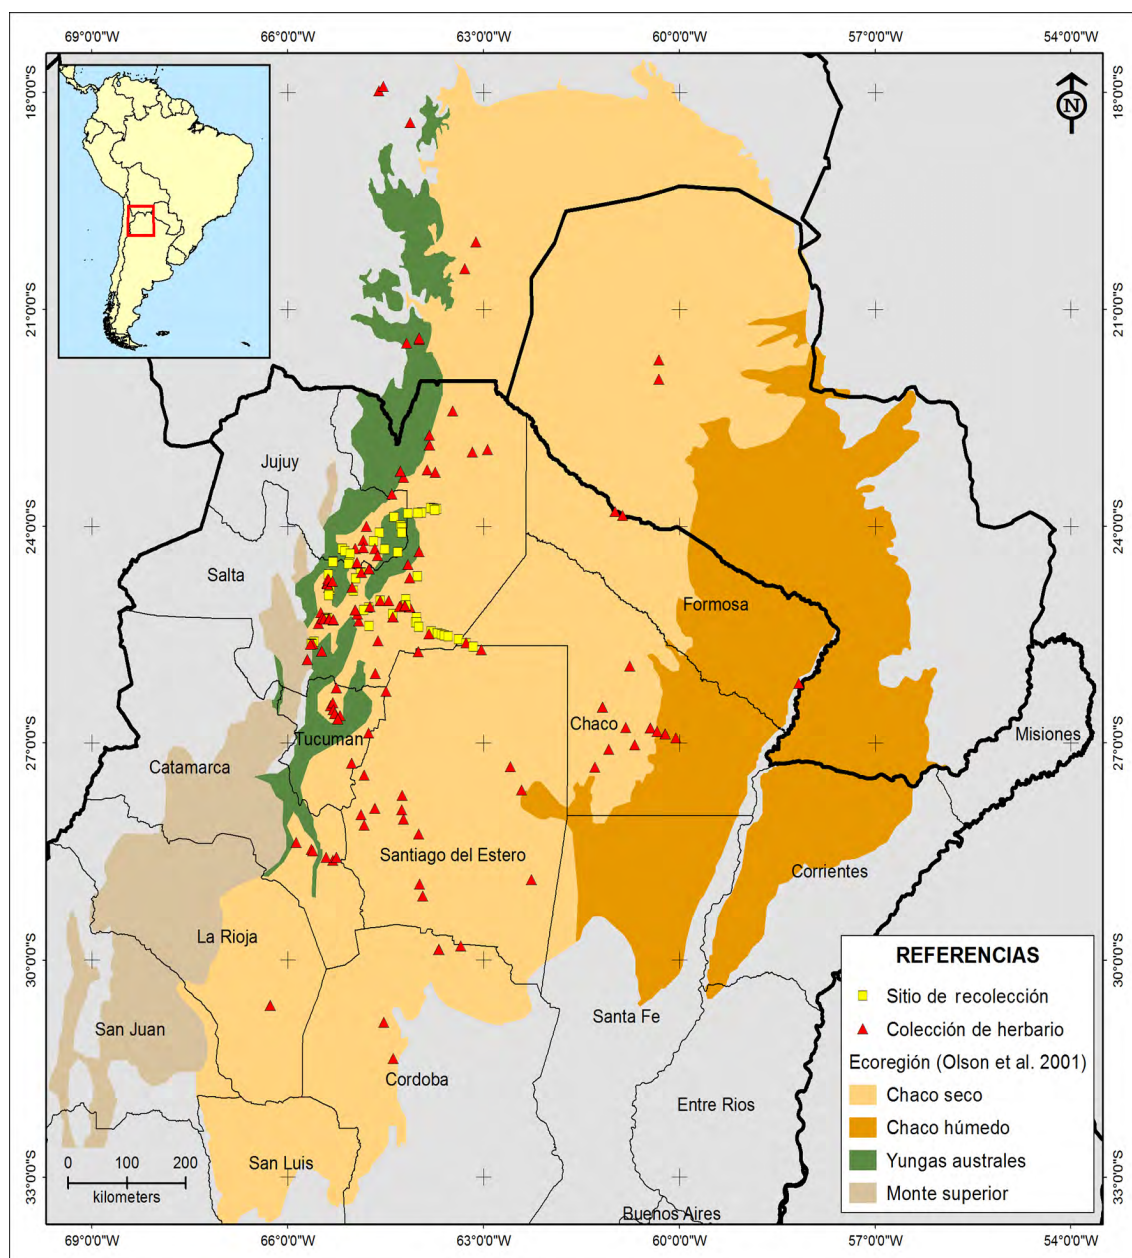 69°0'0"W 66°0'0"W 63°0'0"W 60°0'0"W 57°0'0"W 54°0'0"W
18°0'0"S 18°0'0"S
N
21°0'0"S 21°0'0"S
Jujuy
24°0'0"S 24°0'0"S
Salta
Formosa
Chaco
Tucuman
Misiones
27°0'0"S 27°0'0"S
Catamarca
Santiago del Estero
Corrientes
La Rioja
30°0'0"S 30°0'0"S
San Juan
Santa Fe
Cordoba
Entre Rios
San Luis
Buenos Aires
33°0'0"S 33°0'0"S
0 100 200
kilometers
REFERENCIAS
Sitio de recolección
Colección de herbario
Ecoregión (Olson et al. 2001)
Chaco seco
Chaco húmedo
Yungas australes
Monte superior
69°0'0"W 66°0'0"W 63°0'0"W 60°0'0"W 57°0'0"W 54°0'0"W